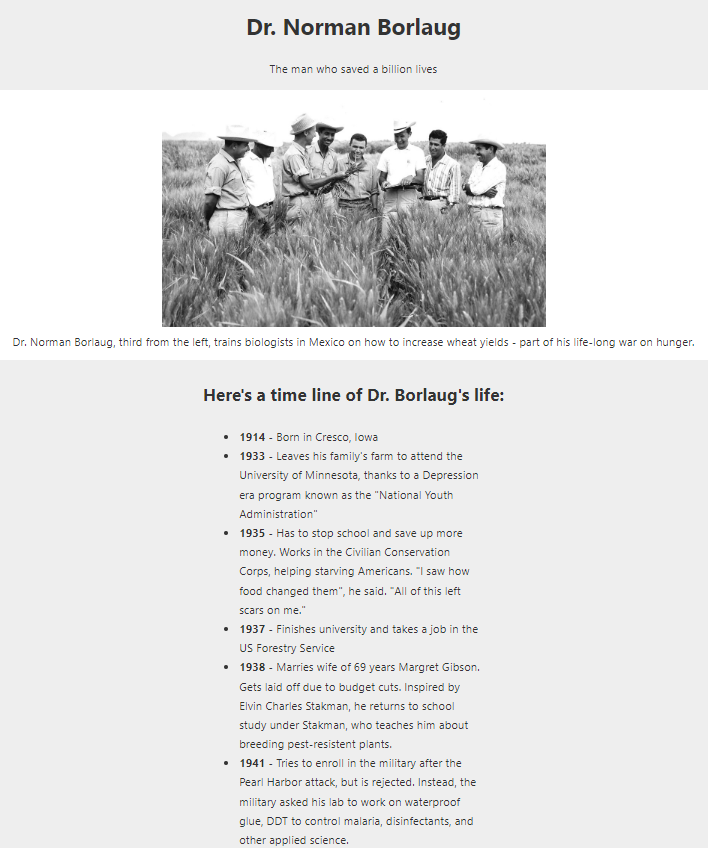 Dr. Norman Borlaug
The man who saved a billion lives
Dr. Norman Borlaug, third from the left, trains biologists in Mexico on how to increase wheat yields - part of his life-long war on hunger.
Here's a time line of Dr. Borlaug's life:
• 1914 - Born in Cresco, Iowa
• 1933 - Leaves his family's farm to attend the
University of Minnesota, thanks to a Depression
era program known as the "National Youth
Administration"
• 1935 - Has to stop school and save up more
money. Works in the Civilian Conservation
Corps, helping starving Americans. "I saw how
food changed them", he said. "All of this left
scars on me."
• 1937 - Finishes university and takes a job in the
US Forestry Service
• 1938 - Marries wife of 69 years Margret Gibson.
Gets laid off due to budget cuts. Inspired by
Elvin Charles Stakman, he returns to school
study under Stakman, who teaches him about
breeding pest-resistent plants.
• 1941 - Tries to enroll in the military after the
Pearl Harbor attack, but is rejected. Instead, the
military asked his lab to work on waterproof
glue, DDT to control malaria, disinfectants, and
other applied science.